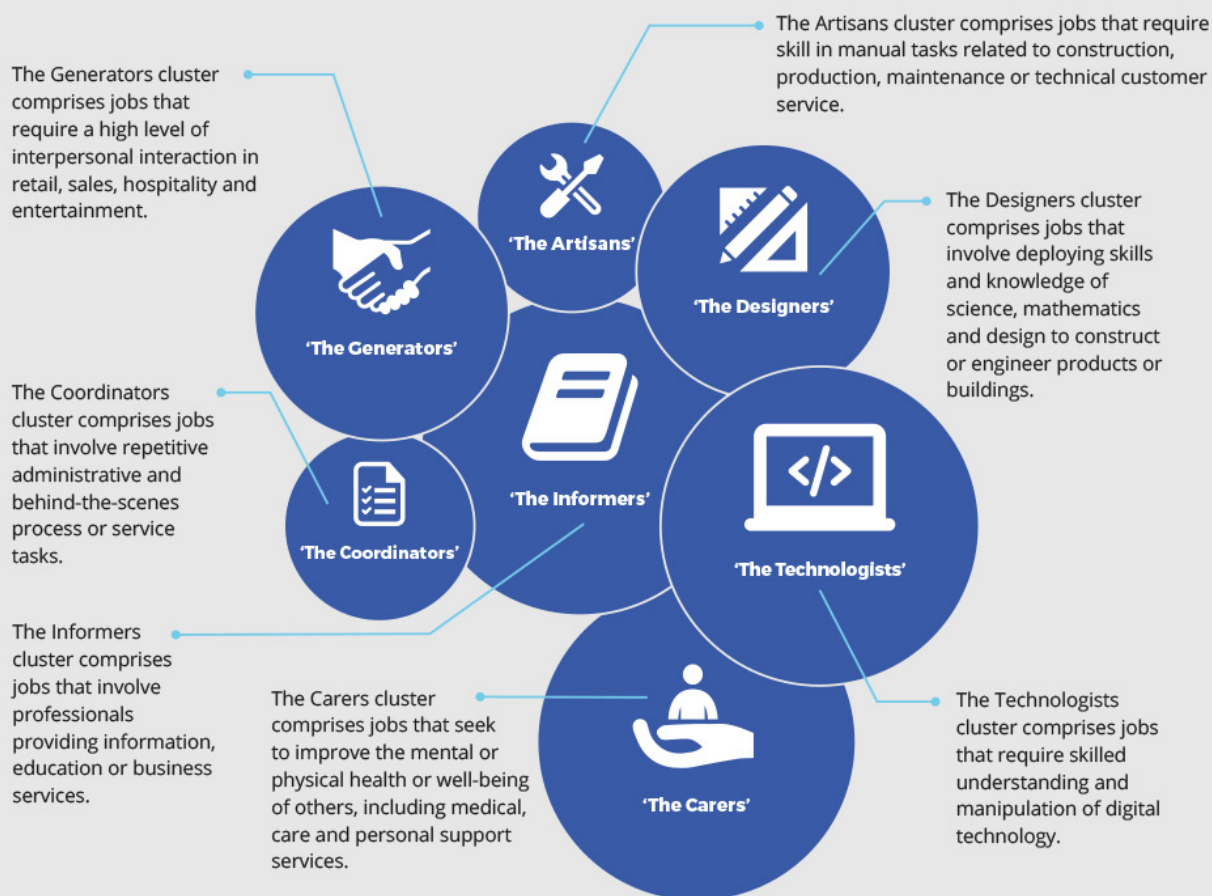 The Artisans cluster comprises jobs that require
skill in manual tasks related to construction,
production, maintenance or technical customer
service.
The Generators cluster
comprises jobs that
require a high level of
interpersonal interaction in
retail, sales, hospitality and
entertainment.
'The Artisans'
The Designers cluster
comprises jobs that
involve deploying skills
and knowledge of
science, mathematics
and design to construct
or engineer products or
buildings.
'The Designers'
'The Generators'
The Coordinators
cluster comprises jobs
that involve repetitive
administrative and
behind-the-scenes
process or service
tasks.
</>
'The Informers'
'The Coordinators'
'The Technologists'
The Informers
cluster comprises
jobs that involve
professionals
providing information,
education or business
services.
The Carers cluster
comprises jobs that seek
to improve the mental or
physical health or well-being
of others, including medical,
care and personal support
services.
'The Carers'
The Technologists
cluster comprises jobs
that require skilled
understanding and
manipulation of digital
technology.